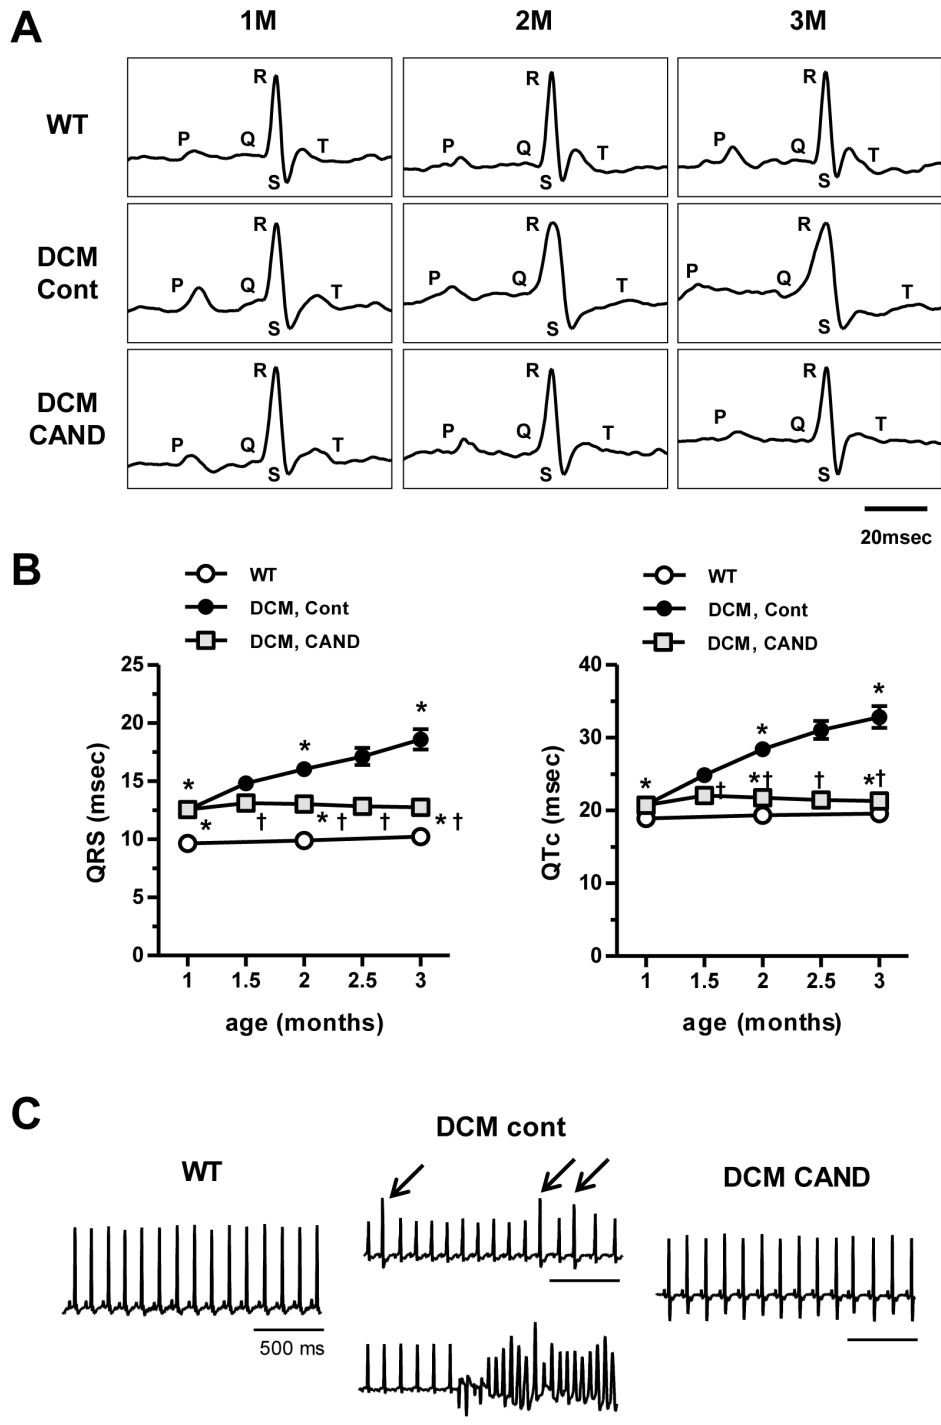 A
1M 2M 3M
WT
P Q R S T
P Q R S T
P Q R S T
DCM
Cont
P Q R S T
P Q R S T
P Q R S T
DCM
CAND
P Q R S T
P Q R S T
P Q R S T
20msec
B
WT
DCM, Cont
DCM, CAND
QRS (msec)
25
20
15
10
5
0
* * *
* † * † † * †
1 1.5 2 2.5 3
age (months)
WT
DCM, Cont
DCM, CAND
QTc (msec)
40
30
20
10
0
* * *
† *† † *†
1 1.5 2 2.5 3
age (months)
C
WT
500 ms
DCM cont
DCM CAND